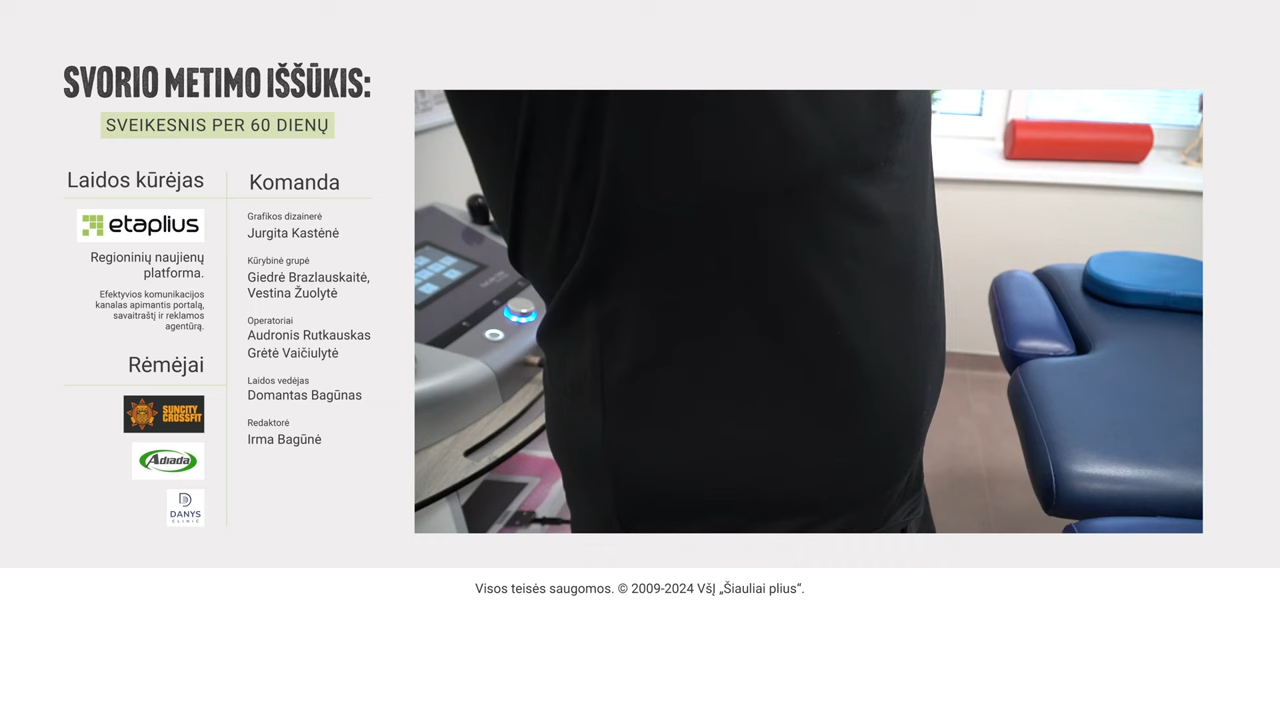 SVORIO METIMO IŠŠŪKIS:
SVEIKESNIS PER 60 DIENŲ
Laidos kūrėjas
etaplius
Regioninių naujienų
platforma.
Efektyvios komunikacijos
kanalas apimantis portalą,
savaitraštį ir reklamos
agentūrą.
Rėmėjai
SUNCITY
CROSSFIT
Adiada
DANYS
CLINIC
Komanda
Grafikos dizainerė
Jurgita Kastėnė
Kūrybinė grupė
Giedrė Brazlauskaitė,
Vestina Žuolytė
Operatoriai
Audronis Rutkauskas
Grėtė Vaičiulytė
Laidos vedėjas
Domantas Bagūnas
Redaktorė
Irma Bagūnė
Visos teisės saugomos. © 2009-2024 VšĮ „Šiauliai plius“.